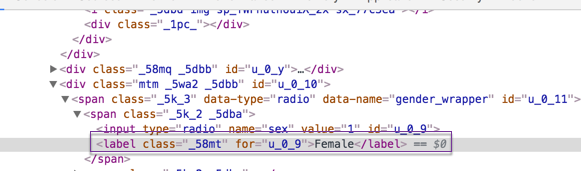 <div class="_1pc_"></div>
</div>
</div>
▶<div class="_58mq _5dbb" id="u_0_y">…</div>
▼<div class="mtm _5wa2 _5dbb" id="u_0_10">
▼<span class="_5k_3" data-type="radio" data-name="gender_wrapper" id="u_0_11">
▼<span class="_5k_2 _5dba">
<input type="radio" name="sex" value="1" id="u_0_9">
<label class="_58mt" for="u_0_9">Female</label> == $0
</span>